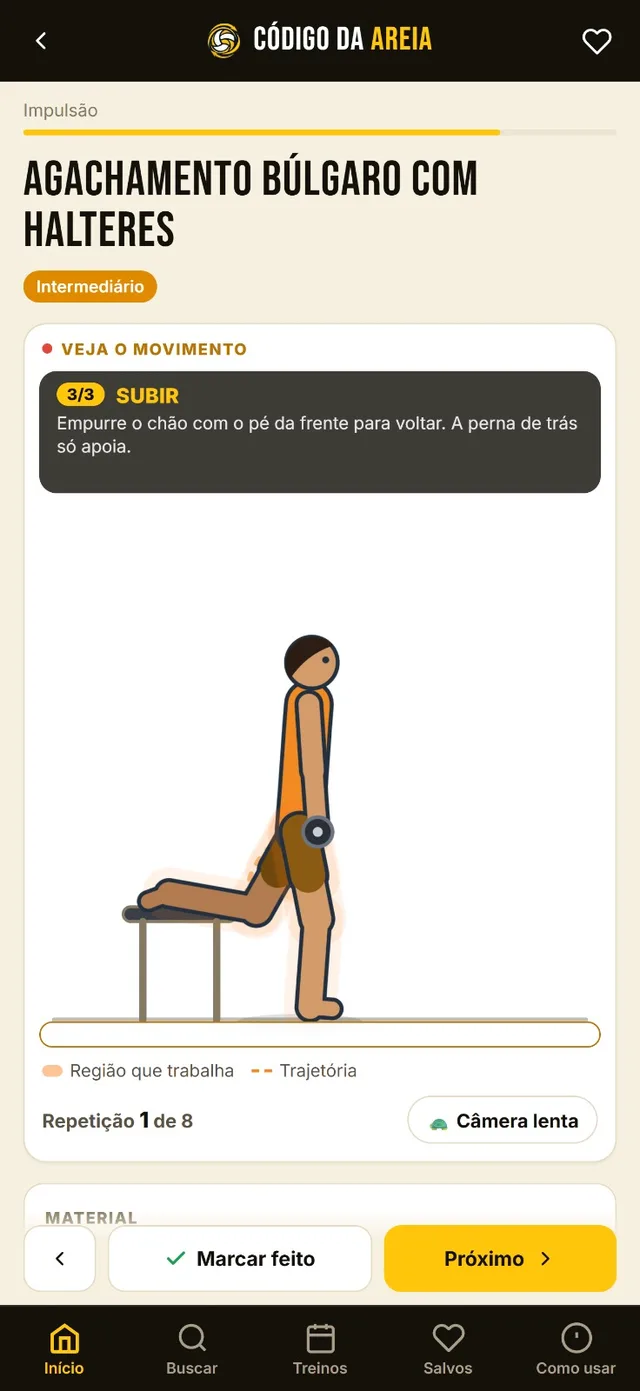 CÓDIGO DA AREIA
Impulsão
AGACHAMENTO BÚLGARO COM
HALTERES
Intermediário
VEJA O MOVIMENTO
3/3 SUBIR
Empurre o chão com o pé da frente para voltar. A perna de trás
só apoia.
Região que trabalha
Trajetória
Repetição 1 de 8
Câmera lenta
MATERIAL
Marcar feito
Próximo
Início
Buscar
Treinos
Salvos
Como usar